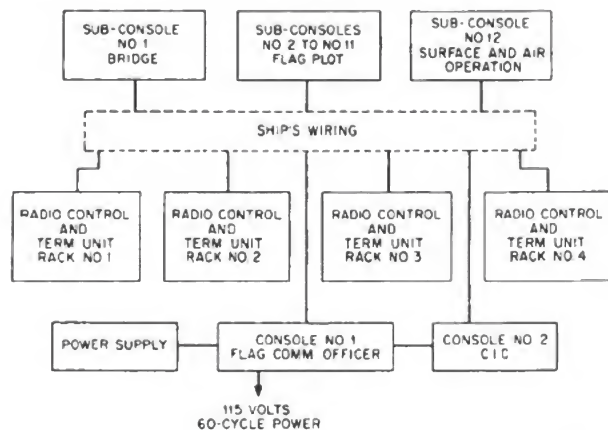 SUB-CONSOLE
NO. 1
BRIDGE
SUB-CONSOLES
NO. 2 TO NO. 11
FLAG PLOT
SUB-CONSOLE
NO. 12
SURFACE AND AIR
OPERATION
SHIP'S WIRING
RADIO CONTROL
AND
TERM UNIT
RACK NO. 1
RADIO CONTROL
AND
TERM UNIT
RACK NO. 2
RADIO CONTROL
AND
TERM UNIT
RACK NO. 3
RADIO CONTROL
AND
TERM UNIT
RACK NO. 4
POWER SUPPLY
CONSOLE NO. 1
FLAG COMM OFFICER
CONSOLE NO. 2
C I C
115 VOLTS
60-CYCLE POWER